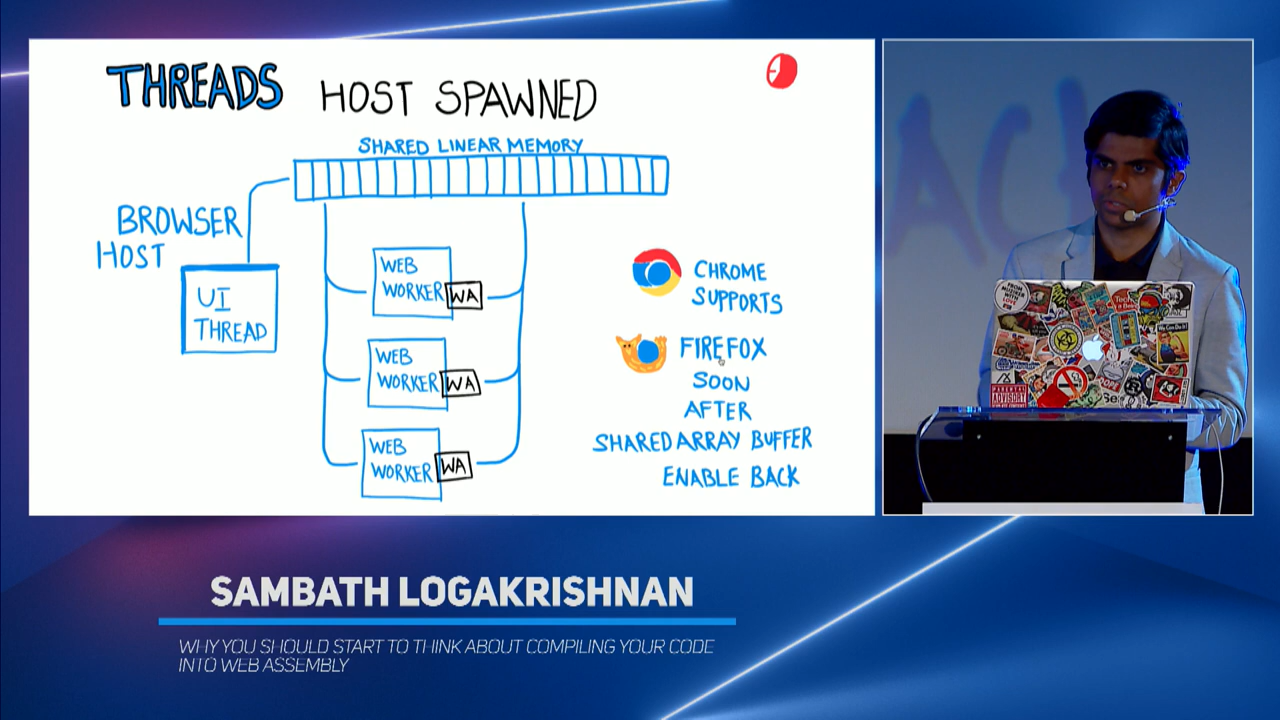 THREADS HOST SPAWNED
SHARED LINEAR MEMORY
BROWSER
HOST
UI
THREAD
WEB
WORKER WA
WEB
WORKER WA
WEB
WORKER WA
CHROME
SUPPORTS
FIREFOX
SOON
AFTER
SHARED ARRAY BUFFER
ENABLE BACK
SAMBATH LOGAKRISHNAN
WHY YOU SHOULD START TO THINK ABOUT COMPILING YOUR CODE
INTO WEB ASSEMBLY